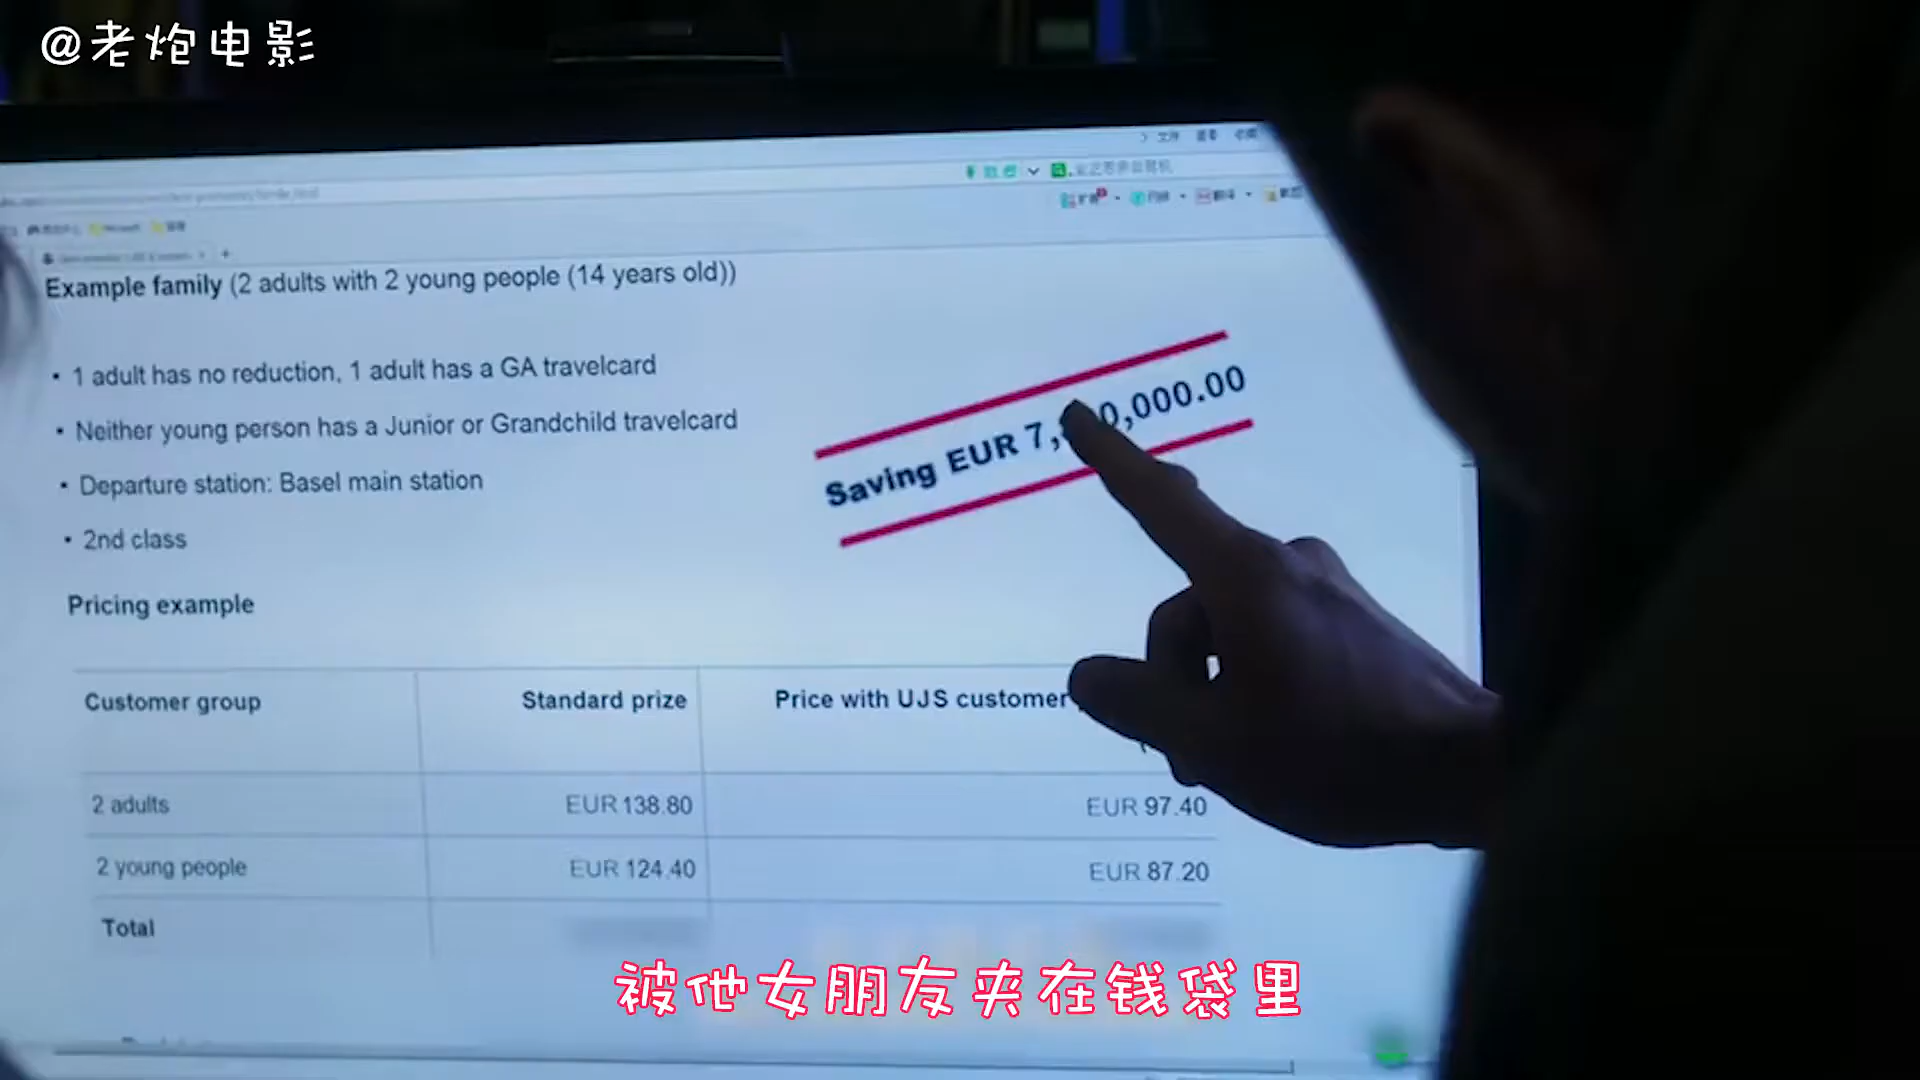 @老炮电影
Example family (2 adults with 2 young people (14 years old))
• 1 adult has no reduction, 1 adult has a GA travelcard
• Neither young person has a Junior or Grandchild travelcard
• Departure station: Basel main station
• 2nd class
Saving EUR 7, 0,000.00
Pricing example
Customer group Standard prize Price with UJS customer
2 adults EUR 138.80 EUR 97.40
2 young people EUR 124.40 EUR 87.20
Total
被他女朋友夹在钱袋里